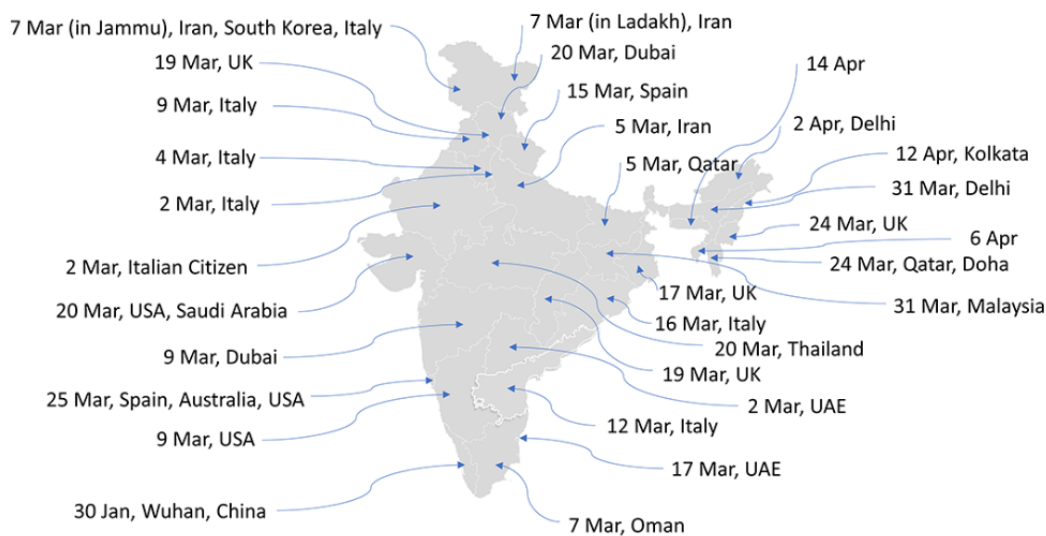 7 Mar (in Jammu), Iran, South Korea, Italy
19 Mar, UK
9 Mar, Italy
4 Mar, Italy
2 Mar, Italy
2 Mar, Italian Citizen
20 Mar, USA, Saudi Arabia
9 Mar, Dubai
25 Mar, Spain, Australia, USA
9 Mar, USA
30 Jan, Wuhan, China
7 Mar (in Ladakh), Iran
20 Mar, Dubai
15 Mar, Spain
5 Mar, Iran
5 Mar, Qatar
14 Apr
2 Apr, Delhi
12 Apr, Kolkata
31 Mar, Delhi
24 Mar, UK
6 Apr
24 Mar, Qatar, Doha
31 Mar, Malaysia
17 Mar, UK
16 Mar, Italy
20 Mar, Thailand
19 Mar, UK
2 Mar, UAE
12 Mar, Italy
17 Mar, UAE
7 Mar, Oman